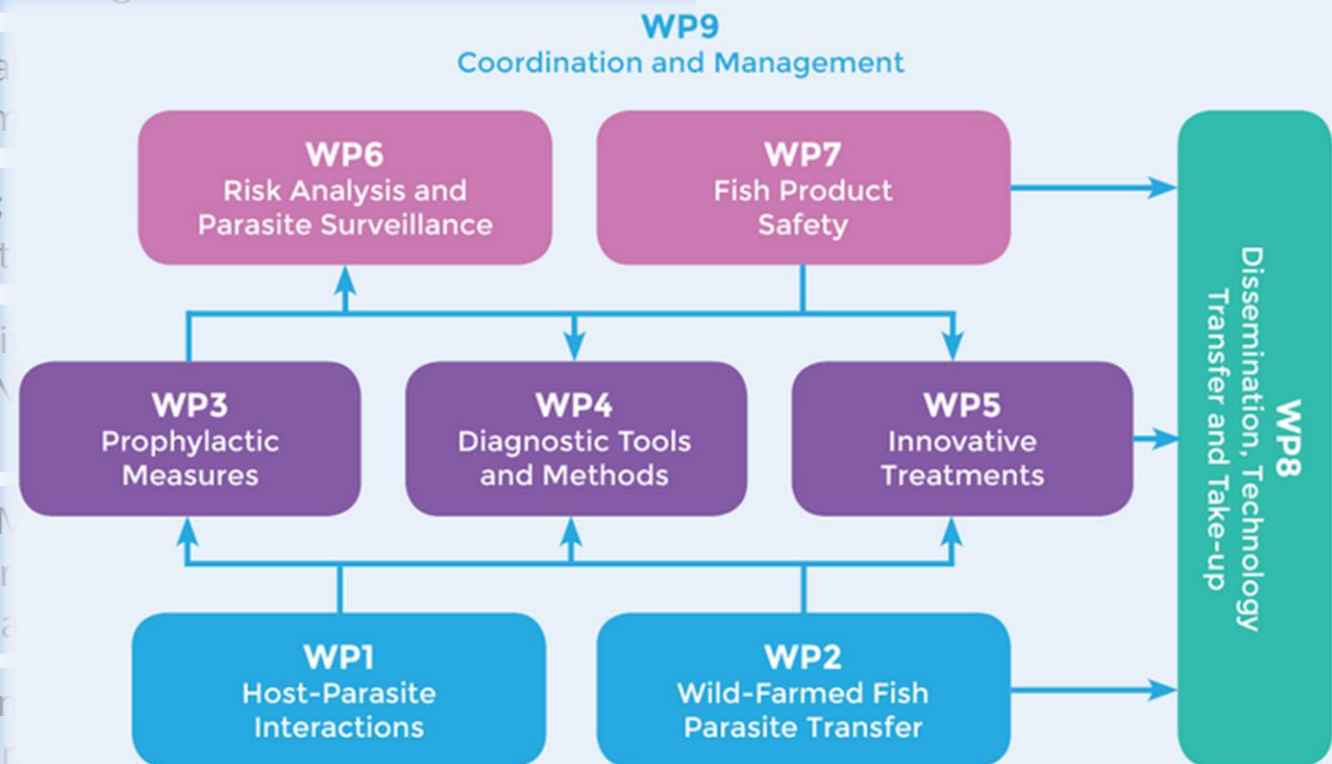 WP9
Coordination and Management
WP6
Risk Analysis and
Parasite Surveillance
WP7
Fish Product
Safety
WP3
Prophylactic
Measures
WP4
Diagnostic Tools
and Methods
WP5
Innovative
Treatments
WP1
Host-Parasite
Interactions
WP2
Wild-Farmed Fish
Parasite Transfer
WP8
Dissemination, Technology
Transfer and Take-up